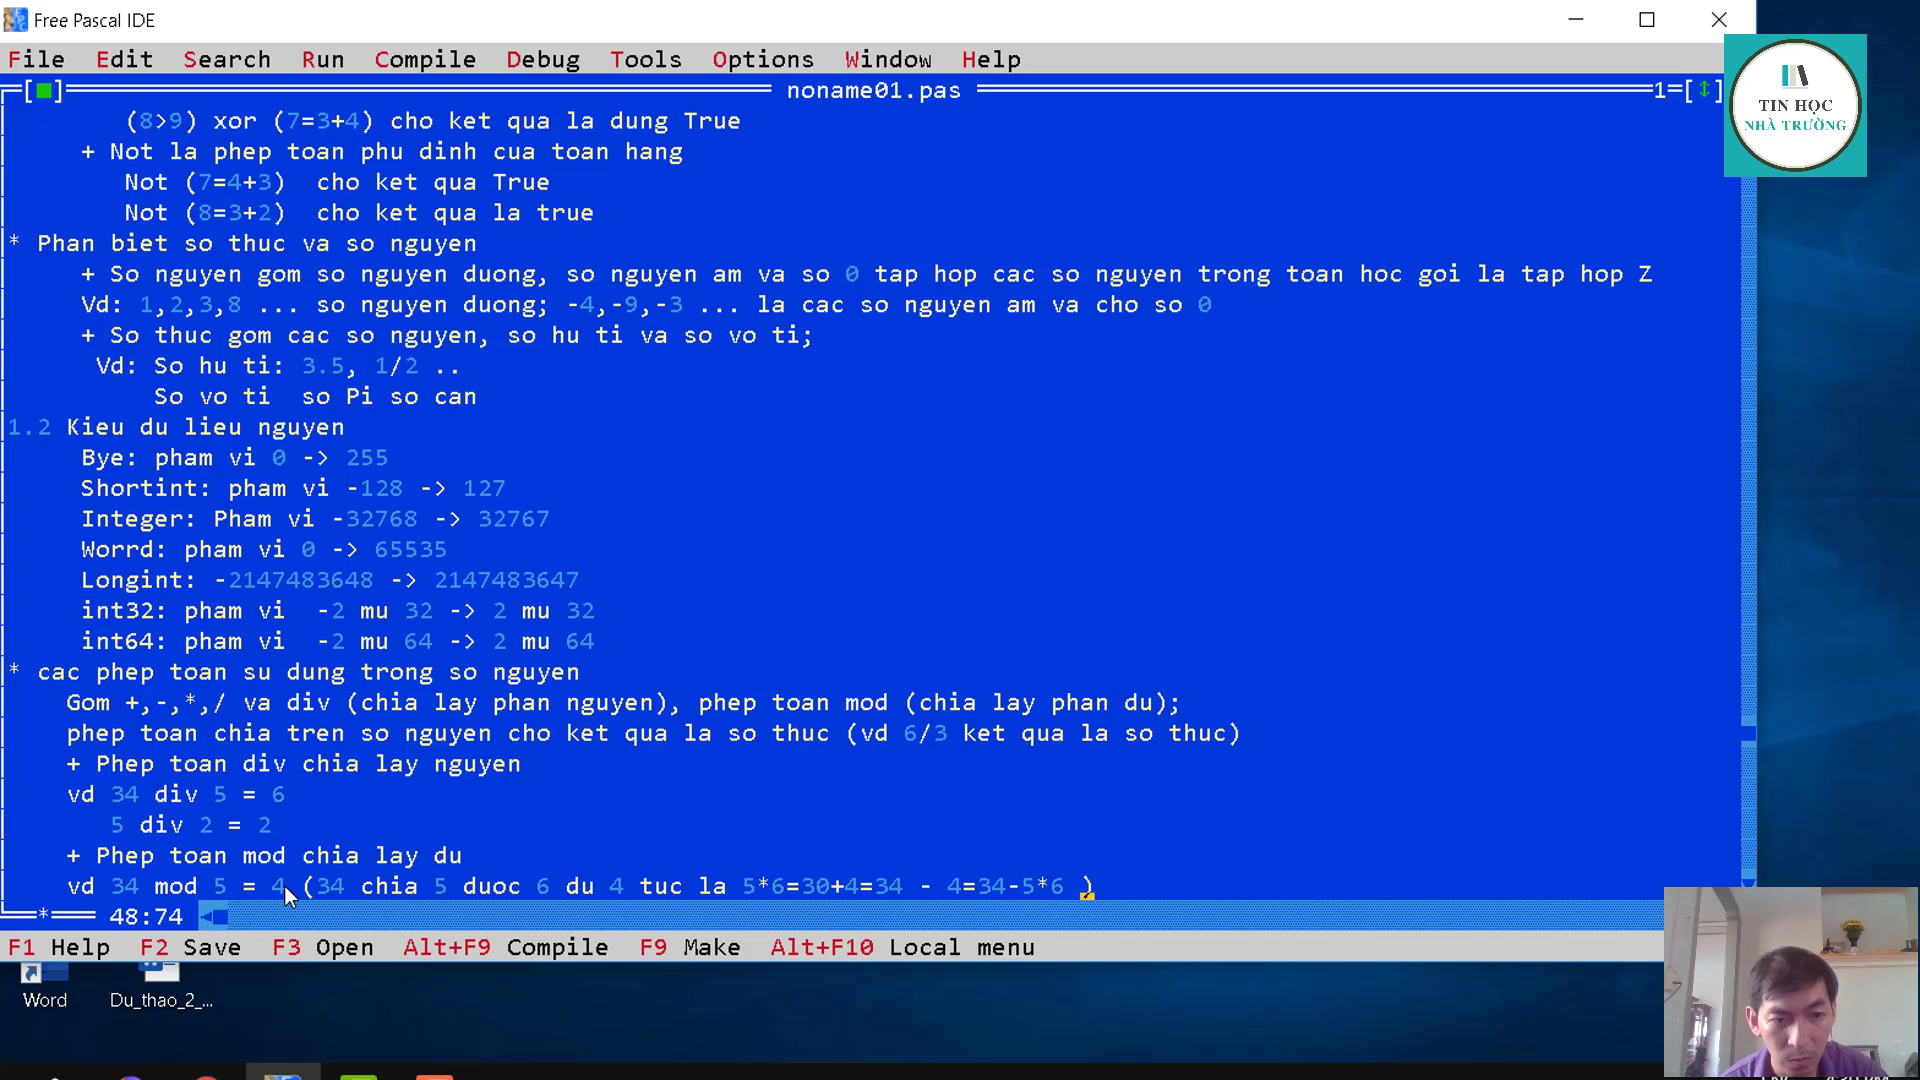 Free Pascal IDE
File Edit Search Run Compile Debug Tools Options Window Help
noname01.pas
1=[↕]
TIN HỌC
NHÀ TRƯỜNG
(8>9) xor (7=3+4) cho ket qua la dung True
+ Not la phep toan phu dinh cua toan hang
Not (7=4+3) cho ket qua True
Not (8=3+2) cho ket qua la true
* Phan biet so thuc va so nguyen
+ So nguyen gom so nguyen duong, so nguyen am va so 0 tap hop cac so nguyen trong toan hoc goi la tap hop Z
Vd: 1,2,3,8 ... so nguyen duong; -4,-9,-3 ... la cac so nguyen am va cho so 0
+ So thuc gom cac so nguyen, so hu ti va so vo ti;
Vd: So hu ti: 3.5, 1/2 ..
So vo ti so Pi so can
1.2 Kieu du lieu nguyen
Bye: pham vi 0 -> 255
Shortint: pham vi -128 -> 127
Integer: Pham vi -32768 -> 32767
Worrd: pham vi 0 -> 65535
Longint: -2147483648 -> 2147483647
int32: pham vi -2 mu 32 -> 2 mu 32
int64: pham vi -2 mu 64 -> 2 mu 64
* cac phep toan su dung trong so nguyen
Gom +,-,*,/ va div (chia lay phan nguyen), phep toan mod (chia lay phan du);
phep toan chia tren so nguyen cho ket qua la so thuc (vd 6/3 ket qua la so thuc)
+ Phep toan div chia lay nguyen
vd 34 div 5 = 6
5 div 2 = 2
+ Phep toan mod chia lay du
vd 34 mod 5 = 4 (34 chia 5 duoc 6 du 4 tuc la 5*6=30+4=34 - 4=34-5*6 )
* 48:74
F1 Help F2 Save F3 Open Alt+F9 Compile F9 Make Alt+F10 Local menu
Word
Du_thao_2_...